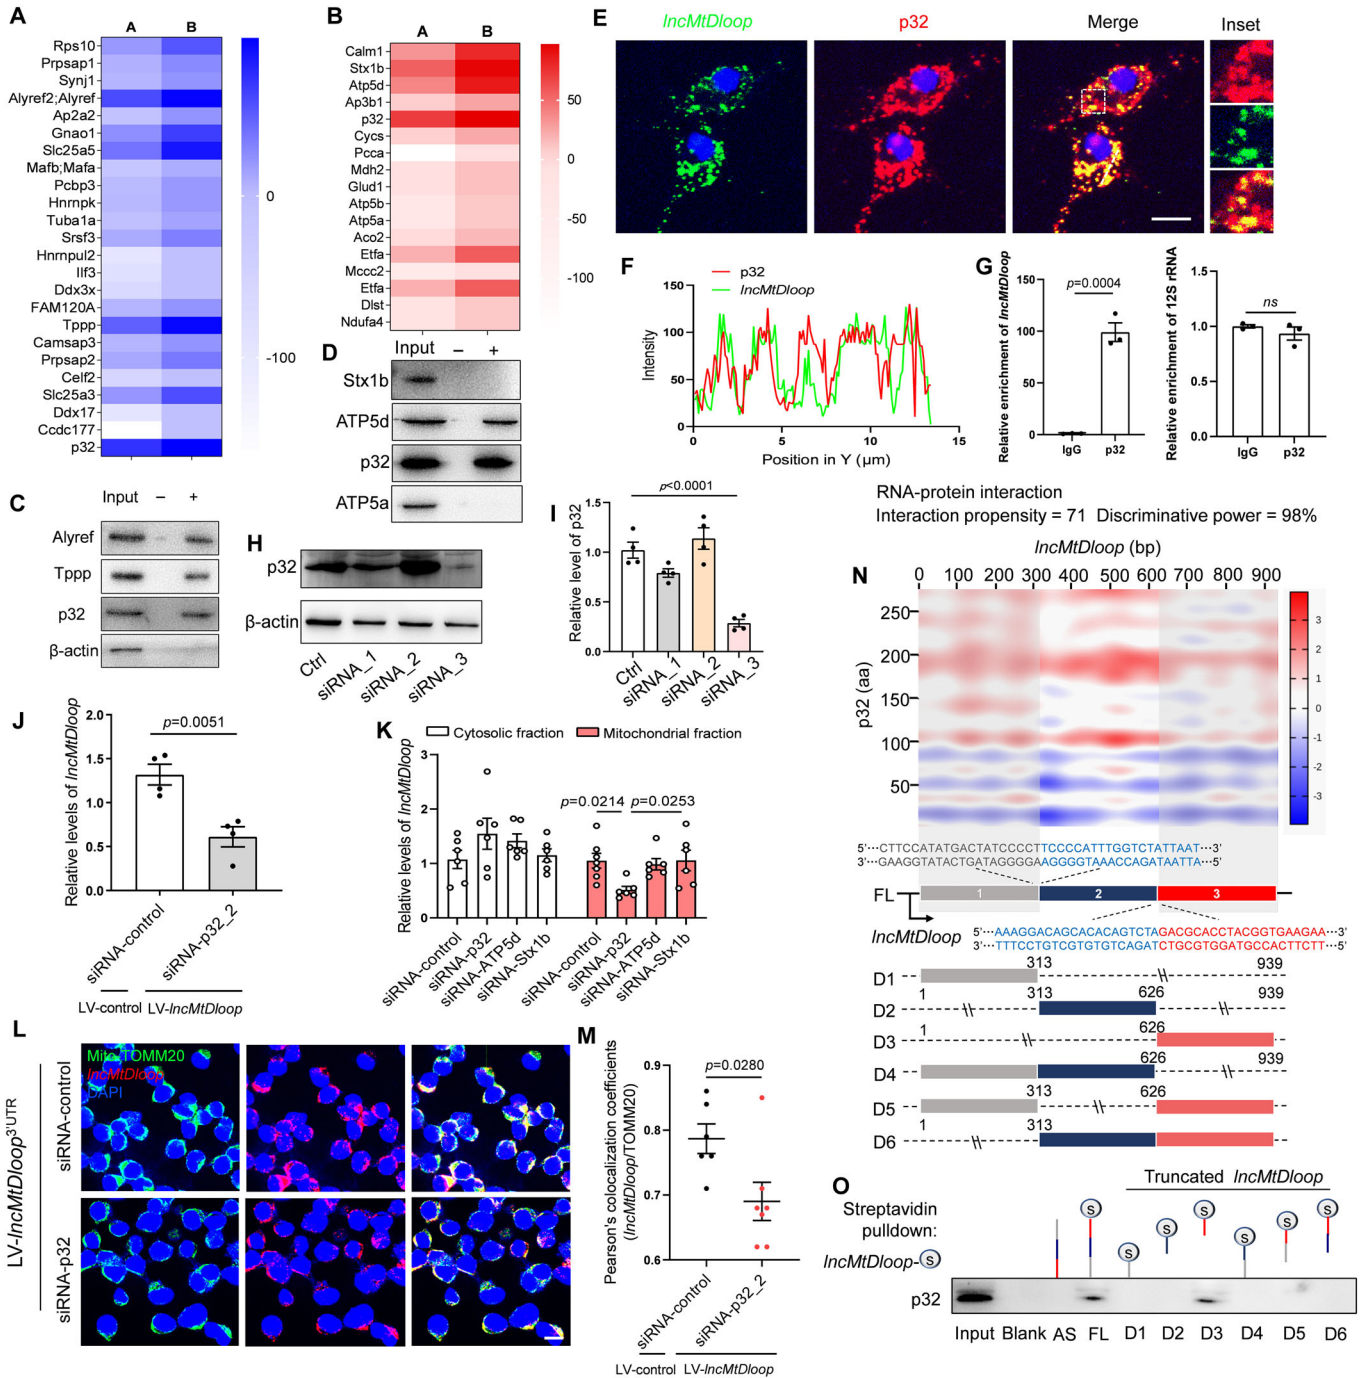 A
A B
Rps10
Prpsap1
Synj1
Alyref2;Alyref
Ap2a2
Gnao1
Slc25a5
Mafb;Mafa
Pcbp3
Hnrnpk
Tuba1a
Srsf3
Hnrnpul2
Ilf3
Ddx3x
FAM120A
Tppp
Camsap3
Prpsap2
Celf2
Slc25a3
Ddx17
Ccdc177
p32
0
-100
B
A B
Calm1
Stx1b
Atp5d
Ap3b1
p32
Cycs
Pcca
Mdh2
Glud1
Atp5b
Atp5a
Aco2
Etfa
Mccc2
Etfa
Dlst
Ndufa4
50
0
-50
-100
C
Input – +
Alyref
Tppp
p32
β-actin
D
Input – +
Stx1b
ATP5d
p32
ATP5a
E
lncMtDloop p32 Merge Inset
F
p32
lncMtDloop
Intensity
150
100
50
0
0 5 10 15
Position in Y (μm)
G
Relative enrichment of lncMtDloop
150
100
50
0
p=0.0004
IgG p32
Relative enrichment of 12S rRNA
1.5
1.0
0.5
0.0
ns
IgG p32
H
p32
β-actin
Ctrl siRNA_1 siRNA_2 siRNA_3
I
Relative level of p32
1.5
1.0
0.5
0.0
p<0.0001
Ctrl siRNA_1 siRNA_2 siRNA_3
J
Relative levels of lncMtDloop
2.0
1.5
1.0
0.5
0.0
p=0.0051
siRNA-control siRNA-p32_2
LV-control LV-lncMtDloop
K
Cytosolic fraction Mitochondrial fraction
Relative levels of lncMtDloop
3
2
1
0
p=0.0214 p=0.0253
siRNA-control siRNA-p32 siRNA-ATP5d siRNA-Stx1b siRNA-control siRNA-p32 siRNA-ATP5d siRNA-Stx1b
L
LV-lncMtDloop3'UTR
siRNA-control
siRNA-p32
Mito-TOMM20
lncMtDloop
DAPI
M
Pearson's colocalization coefficients
(lncMtDloop/TOMM20)
0.9
0.8
0.7
0.6
p=0.0280
siRNA-control siRNA-p32_2
LV-control LV-lncMtDloop
RNA-protein interaction
Interaction propensity = 71 Discriminative power = 98%
N
lncMtDloop (bp)
0 100 200 300 400 500 600 700 800 900
p32 (aa)
250
200
150
100
50
3
2
1
0
-1
-2
-3
5'···CTTCCATATGACTATCCCCTTCCCCATTTGGTCTATTAAT···3'
3'···GAAGGTATACTGATAGGGGAAGGGGTAAACCAGATAATTA···5'
FL 1 2 3
lncMtDloop
5'···AAAGGACAGCACACAGTCTAGACGCACCTACGGTGAAGAA···3'
3'···TTTCCTGTCGTGTGTCAGATCTGCGTGGATGCCACTTCTT···5'
313 939
D1
1 313 626 939
D2
1 626
D3
626 939
D4
313 626
D5
1 313
D6
O
Truncated lncMtDloop
Streptavidin
pulldown:
lncMtDloop-S
S S S S S S S
p32
Input Blank AS FL D1 D2 D3 D4 D5 D6